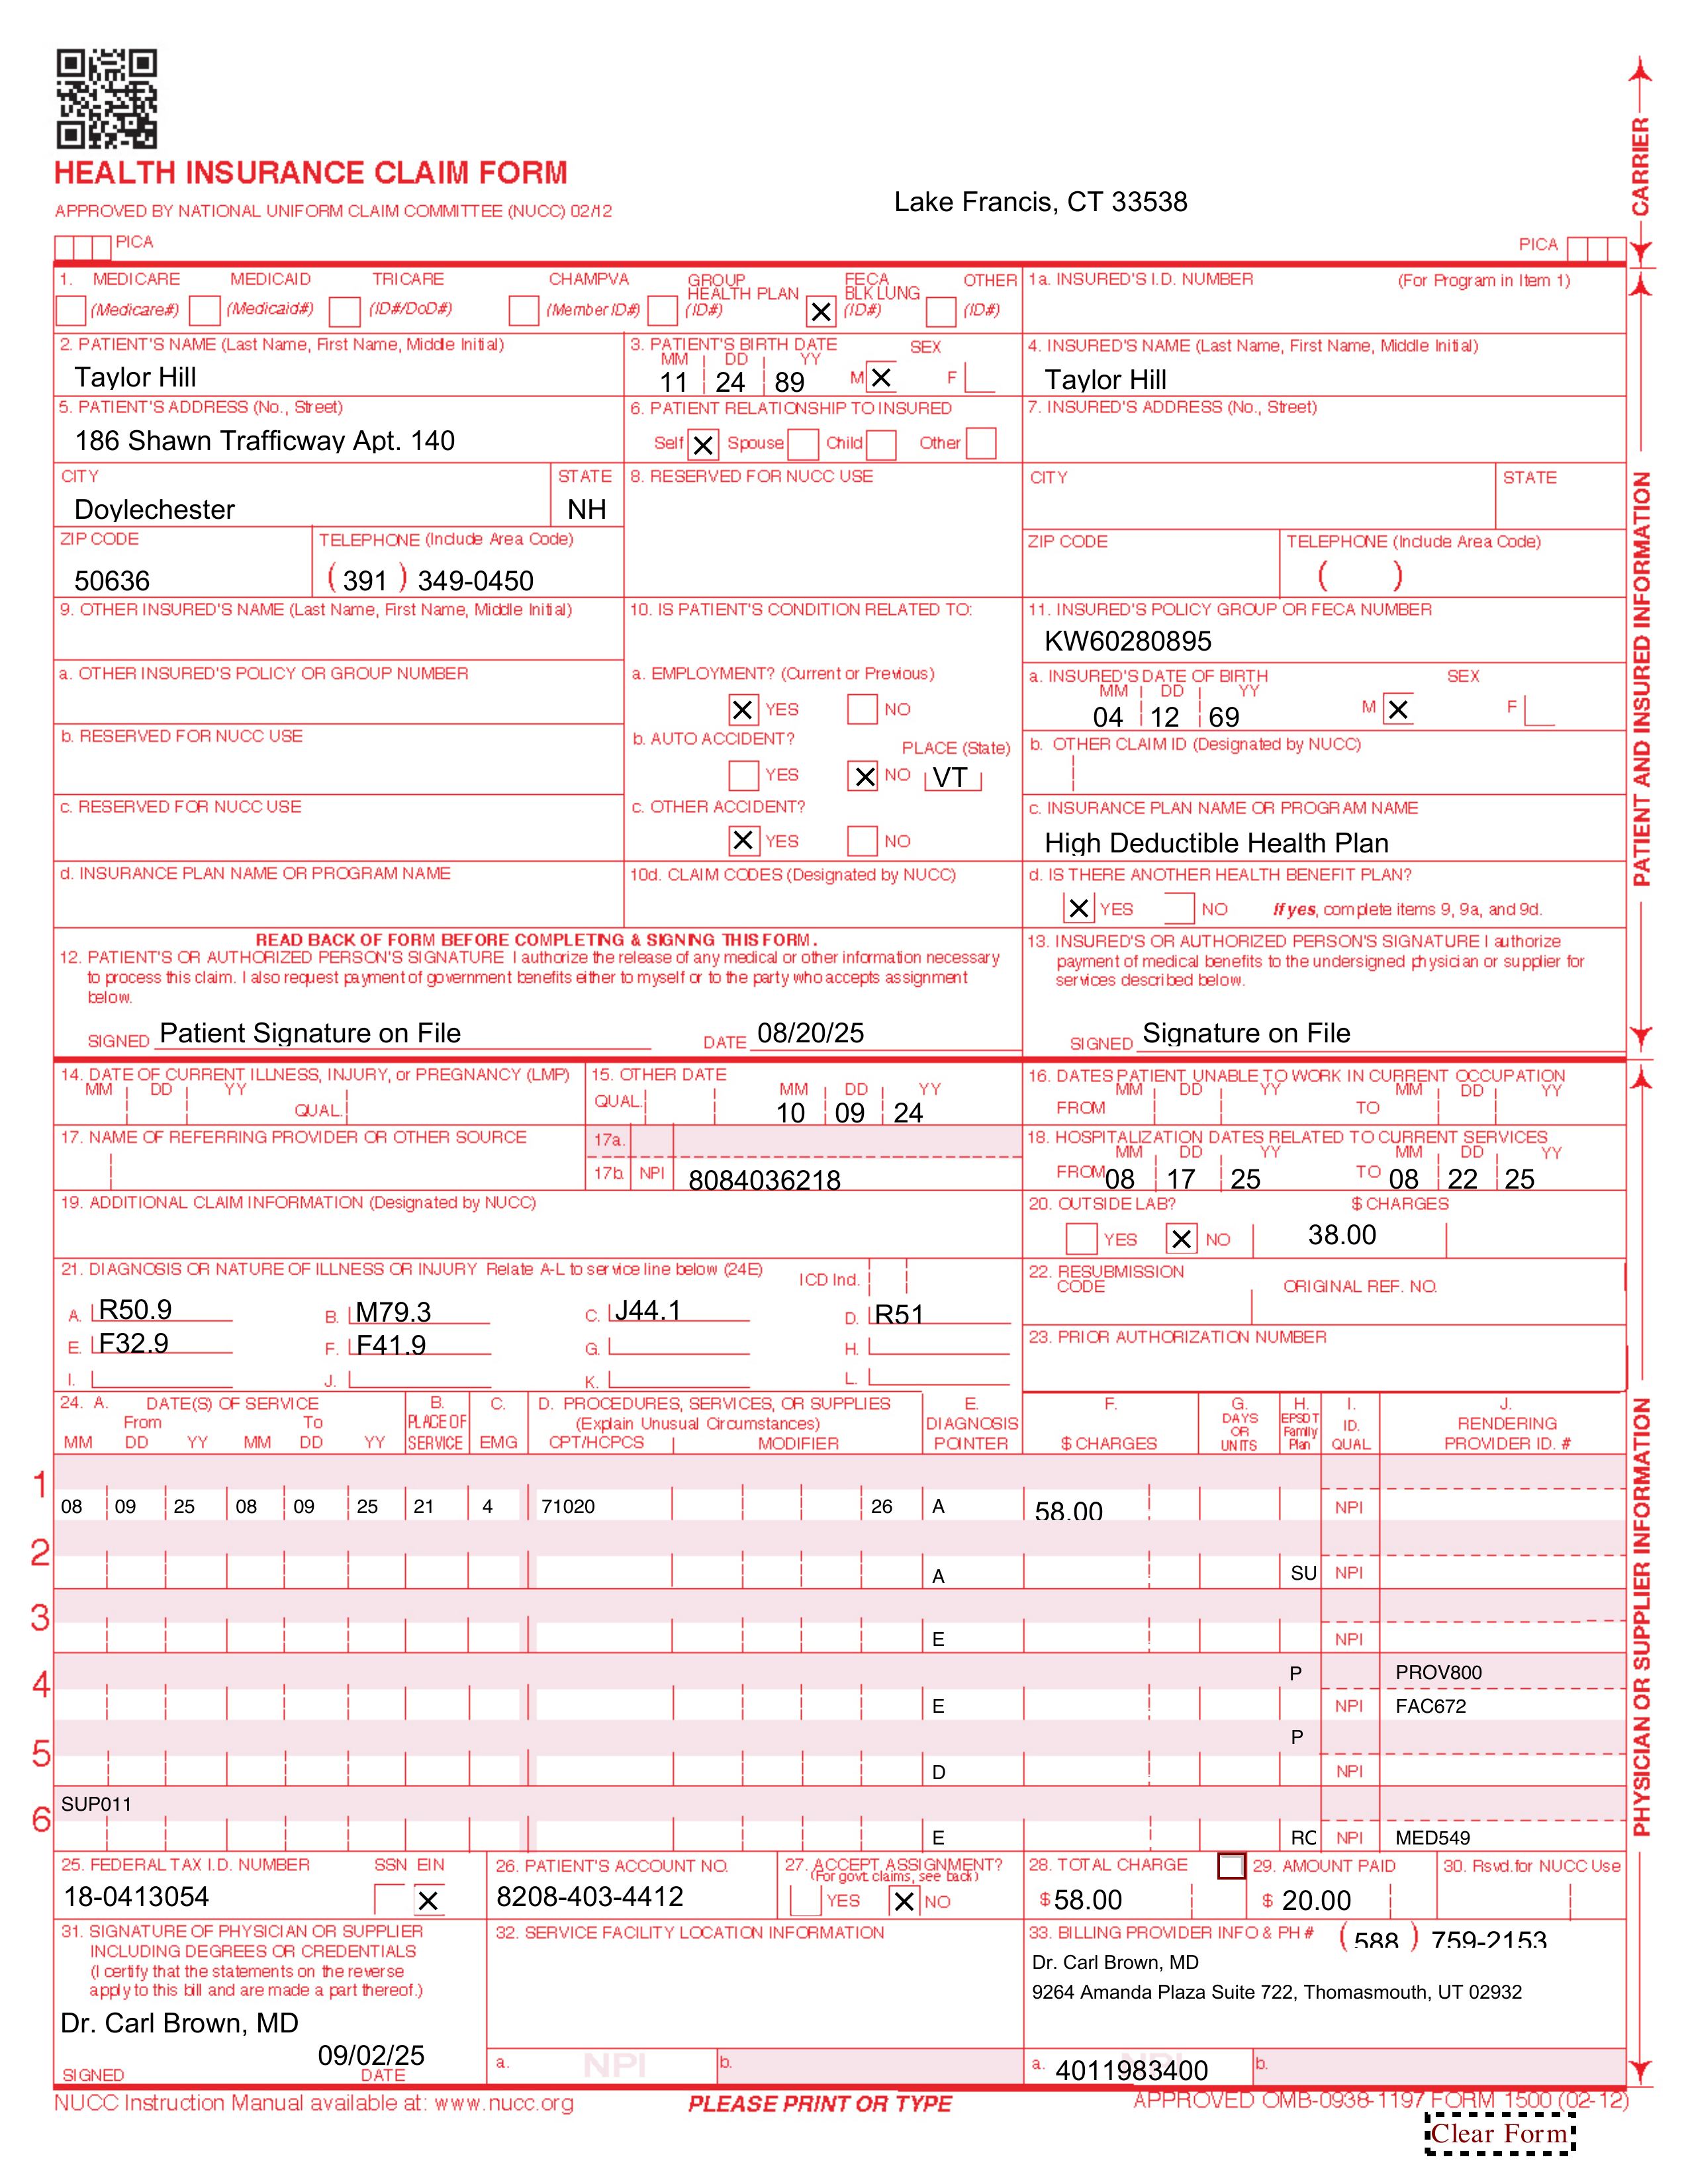 HEALTH INSURANCE CLAIM FORM
APPROVED BY NATIONAL UNIFORM CLAIM COMMITTEE (NUCC) 02/12
Lake Francis, CT 33538
PICA
PICA
CARRIER
1. MEDICARE MEDICAID TRICARE CHAMPVA GROUP HEALTH PLAN FECA BLK LUNG OTHER
(Medicare#) (Medicaid#) (ID#/DoD#) (Member ID#) (ID#) X (ID#) (ID#)
1a. INSURED'S I.D. NUMBER (For Program in Item 1)
2. PATIENT'S NAME (Last Name, First Name, Middle Initial)
Taylor Hill
3. PATIENT'S BIRTH DATE SEX
MM DD YY
11 24 89 M X F
4. INSURED'S NAME (Last Name, First Name, Middle Initial)
Taylor Hill
5. PATIENT'S ADDRESS (No., Street)
186 Shawn Trafficway Apt. 140
6. PATIENT RELATIONSHIP TO INSURED
Self X Spouse Child Other
7. INSURED'S ADDRESS (No., Street)
CITY STATE
Doylechester NH
8. RESERVED FOR NUCC USE
CITY STATE
ZIP CODE TELEPHONE (Include Area Code)
50636 (391) 349-0450
ZIP CODE TELEPHONE (Include Area Code)
( )
9. OTHER INSURED'S NAME (Last Name, First Name, Middle Initial)
10. IS PATIENT'S CONDITION RELATED TO:
11. INSURED'S POLICY GROUP OR FECA NUMBER
KW60280895
a. OTHER INSURED'S POLICY OR GROUP NUMBER
a. EMPLOYMENT? (Current or Previous)
X YES NO
a. INSURED'S DATE OF BIRTH SEX
MM DD YY
04 12 69 M X F
b. RESERVED FOR NUCC USE
b. AUTO ACCIDENT? PLACE (State)
YES X NO VT
b. OTHER CLAIM ID (Designated by NUCC)
c. RESERVED FOR NUCC USE
c. OTHER ACCIDENT?
X YES NO
c. INSURANCE PLAN NAME OR PROGRAM NAME
High Deductible Health Plan
d. INSURANCE PLAN NAME OR PROGRAM NAME
10d. CLAIM CODES (Designated by NUCC)
d. IS THERE ANOTHER HEALTH BENEFIT PLAN?
X YES NO If yes, complete items 9, 9a, and 9d.
PATIENT AND INSURED INFORMATION
READ BACK OF FORM BEFORE COMPLETING & SIGNING THIS FORM.
12. PATIENT'S OR AUTHORIZED PERSON'S SIGNATURE I authorize the release of any medical or other information necessary
to process this claim. I also request payment of government benefits either to myself or to the party who accepts assignment
below.
SIGNED Patient Signature on File DATE 08/20/25
13. INSURED'S OR AUTHORIZED PERSON'S SIGNATURE I authorize
payment of medical benefits to the undersigned physician or supplier for
services described below.
SIGNED Signature on File
14. DATE OF CURRENT ILLNESS, INJURY, or PREGNANCY (LMP)
MM DD YY
QUAL.
15. OTHER DATE
QUAL. MM DD YY
10 09 24
16. DATES PATIENT UNABLE TO WORK IN CURRENT OCCUPATION
MM DD YY MM DD YY
FROM TO
17. NAME OF REFERRING PROVIDER OR OTHER SOURCE
17a.
17b. NPI 8084036218
18. HOSPITALIZATION DATES RELATED TO CURRENT SERVICES
MM DD YY MM DD YY
FROM 08 17 25 TO 08 22 25
19. ADDITIONAL CLAIM INFORMATION (Designated by NUCC)
20. OUTSIDE LAB? $ CHARGES
YES X NO 38.00
21. DIAGNOSIS OR NATURE OF ILLNESS OR INJURY Relate A-L to service line below (24E) ICD Ind.
A. R50.9 B. M79.3 C. J44.1 D. R51
E. F32.9 F. F41.9 G. H.
I. J. K. L.
22. RESUBMISSION CODE ORIGINAL REF. NO.
23. PRIOR AUTHORIZATION NUMBER
24. A. DATE(S) OF SERVICE B. C. D. PROCEDURES, SERVICES, OR SUPPLIES E. F. G. H. I. J.
From To PLACE OF (Explain Unusual Circumstances) DIAGNOSIS DAYS OR EPSDT Family ID. RENDERING
MM DD YY MM DD YY SERVICE EMG CPT/HCPCS MODIFIER POINTER $ CHARGES UNITS Plan QUAL. PROVIDER ID. #
1
08 09 25 08 09 25 21 4 71020 26 A 58.00 NPI
2
A SU NPI
3
E NPI
4 P PROV800
E NPI FAC672
5 P
D NPI
6 SUP011
E RC NPI MED549
PHYSICIAN OR SUPPLIER INFORMATION
25. FEDERAL TAX I.D. NUMBER SSN EIN
18-0413054 X
26. PATIENT'S ACCOUNT NO.
8208-403-4412
27. ACCEPT ASSIGNMENT?
(For govt. claims, see back)
YES X NO
28. TOTAL CHARGE
$ 58.00
29. AMOUNT PAID
$ 20.00
30. Rsvd. for NUCC Use
31. SIGNATURE OF PHYSICIAN OR SUPPLIER
INCLUDING DEGREES OR CREDENTIALS
(I certify that the statements on the reverse
apply to this bill and are made a part thereof.)
Dr. Carl Brown, MD
09/02/25
SIGNED DATE
32. SERVICE FACILITY LOCATION INFORMATION
a. NPI b.
33. BILLING PROVIDER INFO & PH # (588) 759-2153
Dr. Carl Brown, MD
9264 Amanda Plaza Suite 722, Thomasmouth, UT 02932
a. NPI 4011983400 b.
NUCC Instruction Manual available at: www.nucc.org
PLEASE PRINT OR TYPE
APPROVED OMB-0938-1197 FORM 1500 (02-12)
Clear Form